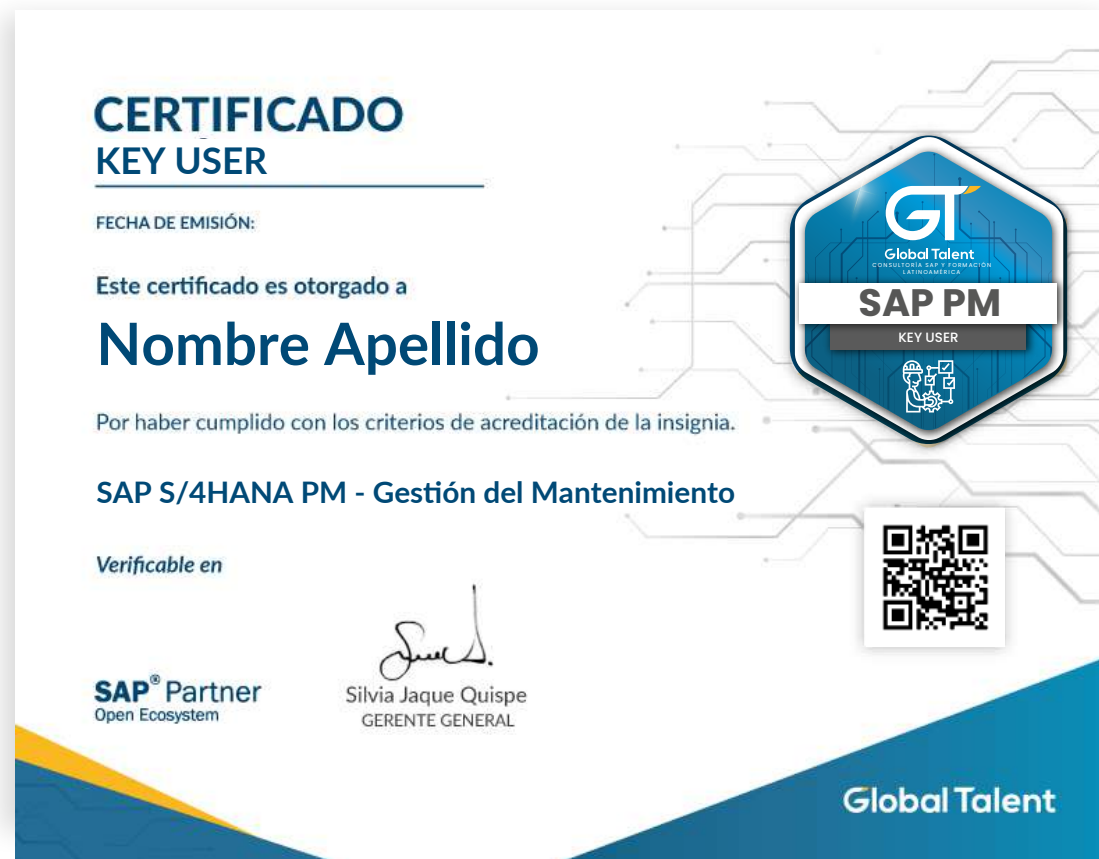 CERTIFICADO
KEY USER
FECHA DE EMISIÓN:
Este certificado es otorgado a
Nombre Apellido
Por haber cumplido con los criterios de acreditación de la insignia.
SAP S/4HANA PM - Gestión del Mantenimiento
Verificable en
SAP® Partner
Open Ecosystem
Silvia Jaque Quispe
GERENTE GENERAL
GT
Global Talent
CONSULTORÍA SAP Y FORMACIÓN
LATINOAMÉRICA
SAP PM
KEY USER
Global Talent